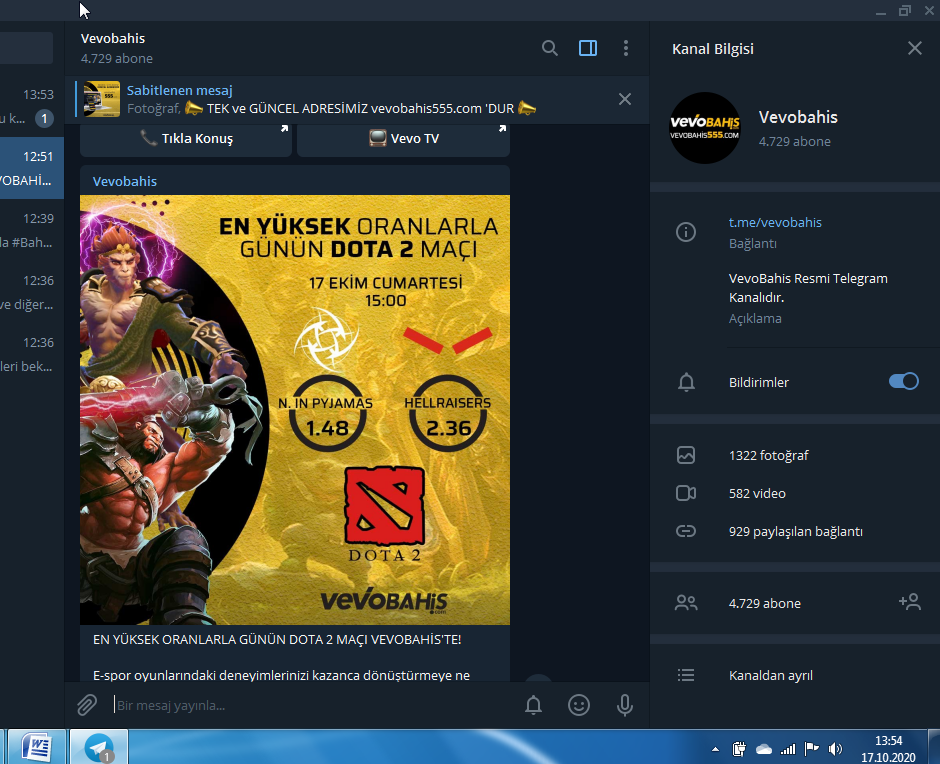 Vevobahis
4.729 abone
Sabitlenen mesaj
Fotoğraf, TEK ve GÜNCEL ADRESİMİZ vevobahis555.com 'DUR
Tıkla Konuş
Vevo TV
Vevobahis
EN YÜKSEK ORANLARLA
GÜNÜN DOTA 2 MAÇI
17 EKİM CUMARTESİ
15:00
N. IN PYJAMAS
1.48
HELLRAISERS
2.36
DOTA 2
VEVOBAHİS
.com
EN YÜKSEK ORANLARLA GÜNÜN DOTA 2 MAÇI VEVOBAHİS'TE!
E-spor oyunlarındaki deneyimlerinizi kazanca dönüştürmeye ne
Bir mesaj yayınla...
13:53
u k...
1
12:51
VOBAHİ...
12:39
la #Bah...
12:36
ve diğer...
12:36
leri bek...
Kanal Bilgisi
VEVOBAHİS
VEVOBAHIS555.COM
Vevobahis
4.729 abone
t.me/vevobahis
Bağlantı
VevoBahis Resmi Telegram
Kanalıdır.
Açıklama
Bildirimler
1322 fotoğraf
582 video
929 paylaşılan bağlantı
4.729 abone
Kanaldan ayrıl
W
1
13:54
17.10.2020